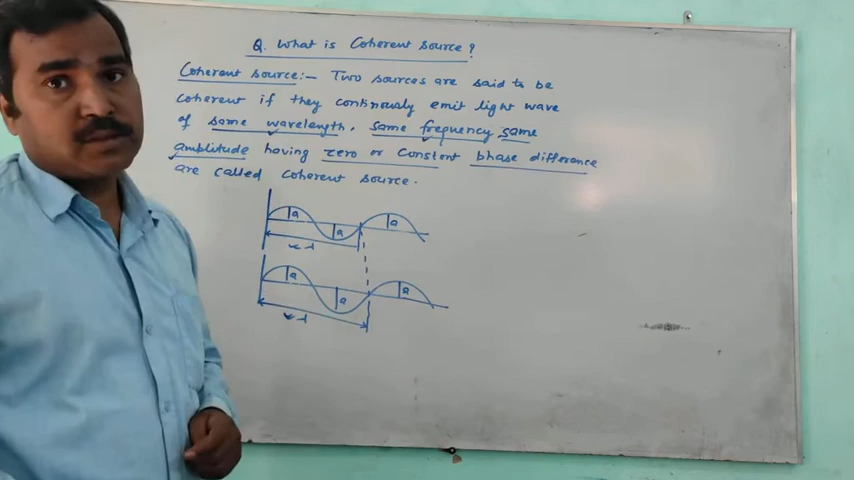 Q. What is Coherent source?
Coherent source:- Two sources are said to be
coherent if they continously emit light wave
of same wavelength, same frequency same
amplitude having zero or constant phase difference
are called coherent source.
a a a
λ
a a a
λ